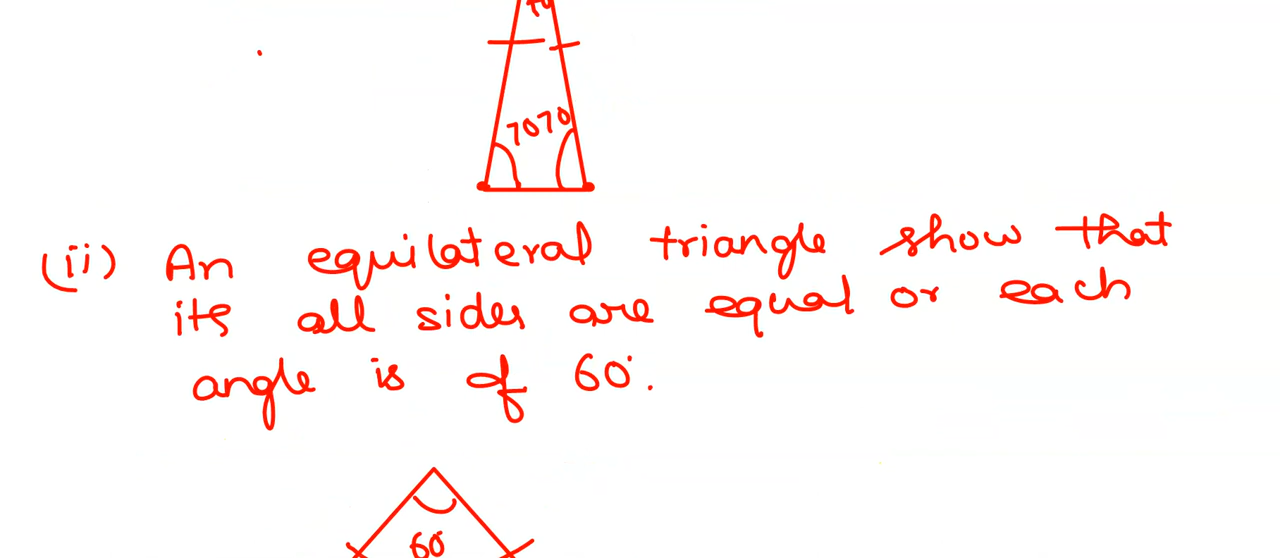 70 70
(ii) An equilateral triangle show that
its all sides are equal or each
angle is of 60°.
60